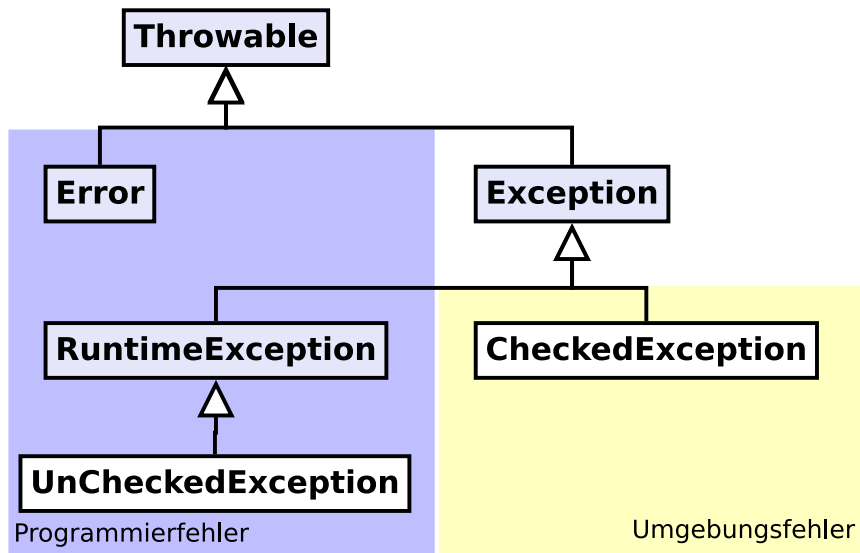 Throwable
Error
Exception
RuntimeException
CheckedException
UnCheckedException
Programmierfehler
Umgebungsfehler